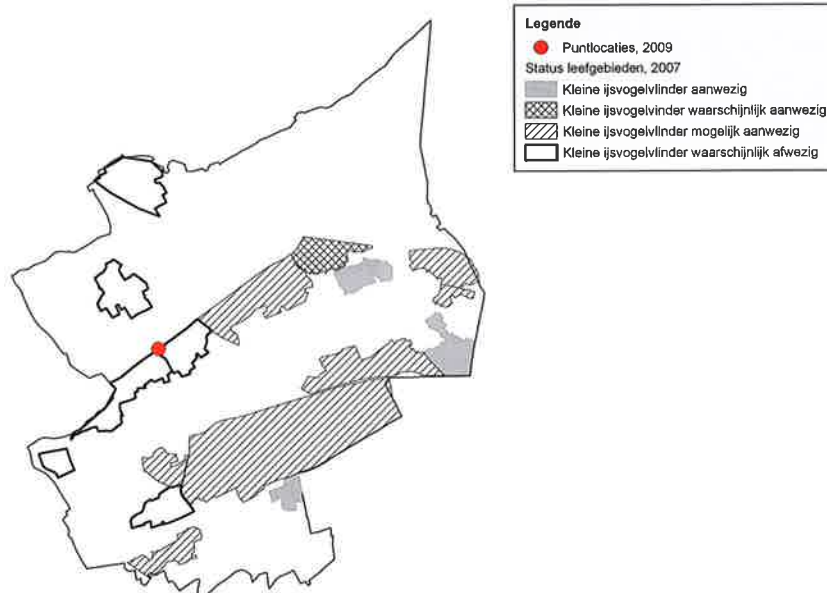 Legende
Puntlocaties, 2009
Status leefgebieden, 2007
Kleine ijsvogelvlinder aanwezig
Kleine ijsvogelvinder waarschijnlijk aanwezig
Kleine ijsvogelvlinder mogelijk aanwezig
Kleine ijsvogelvlinder waarschijnlijk afwezig